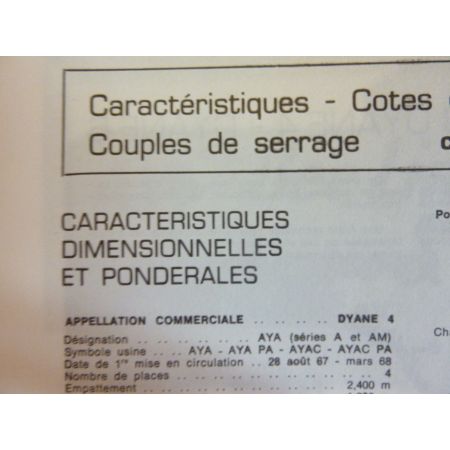 Caractéristiques - Cotes
Couples de serrage
CARACTERISTIQUES
DIMENSIONNELLES
ET PONDERALES
Po
APPELLATION COMMERCIALE .. .. .. .. DYANE 4
Désignation .. .. .. .. .. .. AYA (séries A et AM)
Symbole usine .. .. AYA - AYA PA - AYAC - AYAC PA
Date de 1re mise en circulation .. 28 août 67 - mars 68
Nombre de places .. .. .. .. .. .. .. .. .. 4
Empattement .. .. .. .. .. .. .. .. 2,400 m
Ch